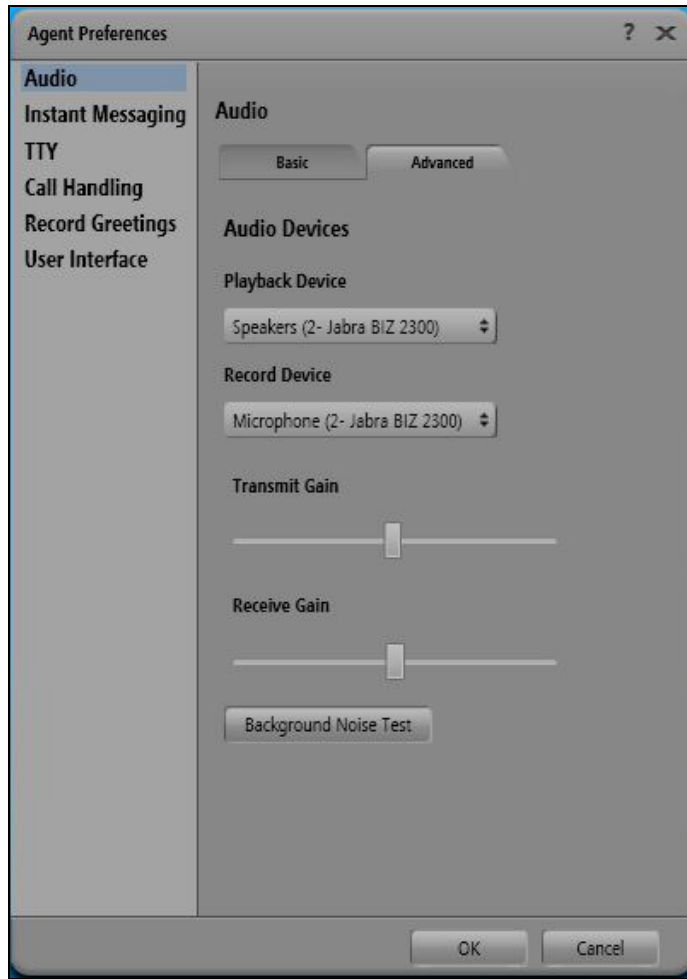 Agent Preferences ? ✕
Audio
Instant Messaging
TTY
Call Handling
Record Greetings
User Interface
Audio
Basic Advanced
Audio Devices
Playback Device
Speakers (2- Jabra BIZ 2300)
Record Device
Microphone (2- Jabra BIZ 2300)
Transmit Gain
Receive Gain
Background Noise Test
OK Cancel